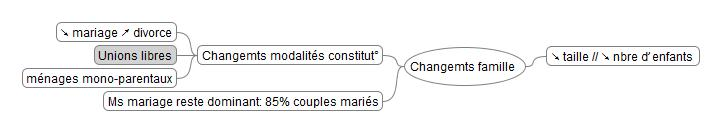 ↘ mariage ↗ divorce
Unions libres
ménages mono-parentaux
Changemts modalités constitut°
Ms mariage reste dominant: 85% couples mariés
Changemts famille
↘ taille // ↘ nbre d'enfants